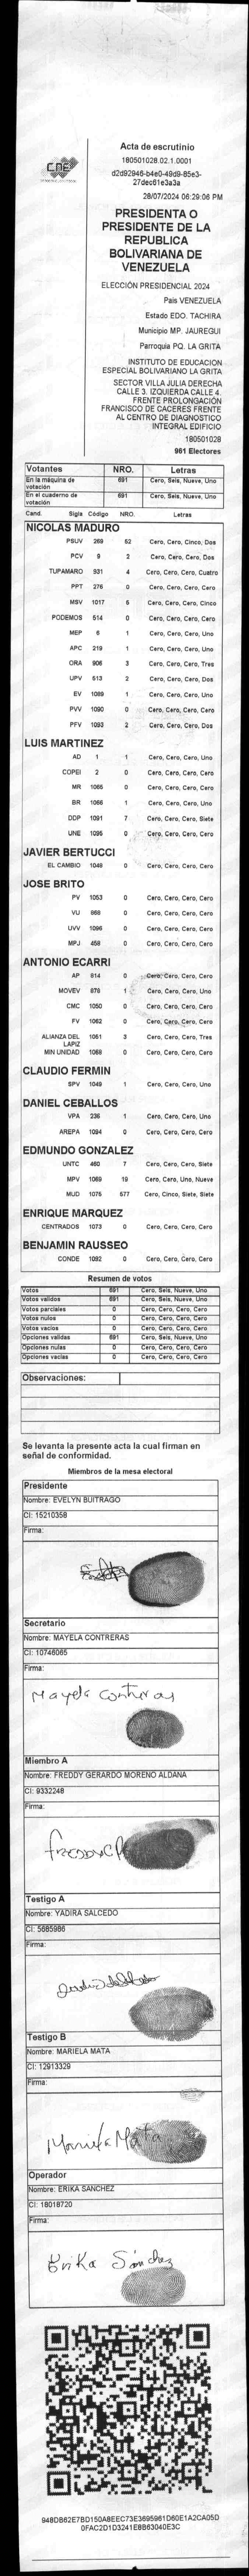 CNE
Acta de escrutinio
180501028.02.1.0001
d2d92946-b4e0-49d9-85e3-
27dec61e3a3a
28/07/2024 06:29:06 PM
PRESIDENTA O
PRESIDENTE DE LA
REPUBLICA
BOLIVARIANA DE
VENEZUELA
ELECCIÓN PRESIDENCIAL 2024
Pais VENEZUELA
Estado EDO. TACHIRA
Municipio MP. JAUREGUI
Parroquia PQ. LA GRITA
INSTITUTO DE EDUCACION
ESPECIAL BOLIVARIANO LA GRITA
SECTOR VILLA JULIA DERECHA
CALLE 3. IZQUIERDA CALLE 4.
FRENTE PROLONGACIÓN
FRANCISCO DE CACERES FRENTE
AL CENTRO DE DIAGNOSTICO
INTEGRAL EDIFICIO
180501028
961 Electores
Votantes NRO. Letras
En la máquina de votación 691 Cero, Seis, Nueve, Uno
En el cuaderno de votación 691 Cero, Seis, Nueve, Uno
Cand. Sigla Código NRO. Letras
NICOLAS MADURO
PSUV 269 52 Cero, Cero, Cinco, Dos
PCV 9 2 Cero, Cero, Cero, Dos
TUPAMARO 931 4 Cero, Cero, Cero, Cuatro
PPT 276 0 Cero, Cero, Cero, Cero
MSV 1017 5 Cero, Cero, Cero, Cinco
PODEMOS 514 0 Cero, Cero, Cero, Cero
MEP 6 1 Cero, Cero, Cero, Uno
APC 219 1 Cero, Cero, Cero, Uno
ORA 906 3 Cero, Cero, Cero, Tres
UPV 513 2 Cero, Cero, Cero, Dos
EV 1089 1 Cero, Cero, Cero, Uno
PVV 1090 0 Cero, Cero, Cero, Cero
PFV 1093 2 Cero, Cero, Cero, Dos
LUIS MARTINEZ
AD 1 1 Cero, Cero, Cero, Uno
COPEI 2 0 Cero, Cero, Cero, Cero
MR 1065 0 Cero, Cero, Cero, Cero
BR 1066 1 Cero, Cero, Cero, Uno
DDP 1091 7 Cero, Cero, Cero, Siete
UNE 1095 0 Cero, Cero, Cero, Cero
JAVIER BERTUCCI
EL CAMBIO 1048 0 Cero, Cero, Cero, Cero
JOSE BRITO
PV 1053 0 Cero, Cero, Cero, Cero
VU 868 0 Cero, Cero, Cero, Cero
UVV 1096 0 Cero, Cero, Cero, Cero
MPJ 458 0 Cero, Cero, Cero, Cero
ANTONIO ECARRI
AP 814 0 Cero, Cero, Cero, Cero
MOVEV 878 1 Cero, Cero, Cero, Uno
CMC 1050 0 Cero, Cero, Cero, Cero
FV 1062 0 Cero, Cero, Cero, Cero
ALIANZA DEL LAPIZ 1051 3 Cero, Cero, Cero, Tres
MIN UNIDAD 1068 0 Cero, Cero, Cero, Cero
CLAUDIO FERMIN
SPV 1049 1 Cero, Cero, Cero, Uno
DANIEL CEBALLOS
VPA 236 1 Cero, Cero, Cero, Uno
AREPA 1084 0 Cero, Cero, Cero, Cero
EDMUNDO GONZALEZ
UNTC 460 7 Cero, Cero, Cero, Siete
MPV 1069 19 Cero, Cero, Uno, Nueve
MUD 1075 577 Cero, Cinco, Siete, Siete
ENRIQUE MARQUEZ
CENTRADOS 1073 0 Cero, Cero, Cero, Cero
BENJAMIN RAUSSEO
CONDE 1092 0 Cero, Cero, Cero, Cero
Resumen de votos
Votos 691 Cero, Seis, Nueve, Uno
Votos validos 691 Cero, Seis, Nueve, Uno
Votos parciales 0 Cero, Cero, Cero, Cero
Votos nulos 0 Cero, Cero, Cero, Cero
Votos vacios 0 Cero, Cero, Cero, Cero
Opciones validas 691 Cero, Seis, Nueve, Uno
Opciones nulas 0 Cero, Cero, Cero, Cero
Opciones vacias 0 Cero, Cero, Cero, Cero
Observaciones:
Se levanta la presente acta la cual firman en
señal de conformidad.
Miembros de la mesa electoral
Presidente
Nombre: EVELYN BUITRAGO
CI: 15210358
Firma:
Secretario
Nombre: MAYELA CONTRERAS
CI: 10746065
Firma:
Mayela Contreras
Miembro A
Nombre: FREDDY GERARDO MORENO ALDANA
CI: 9332248
Firma:
Testigo A
Nombre: YADIRA SALCEDO
CI: 5685986
Firma:
Testigo B
Nombre: MARIELA MATA
CI: 12913329
Firma:
Mariela Mata
Operador
Nombre: ERIKA SANCHEZ
CI: 18018720
Firma:
Erika Sánchez
948DB62E7BD150A8EEC73E3695961D60E1A2CA05D
0FAC2D1D3241E8B63040E3C